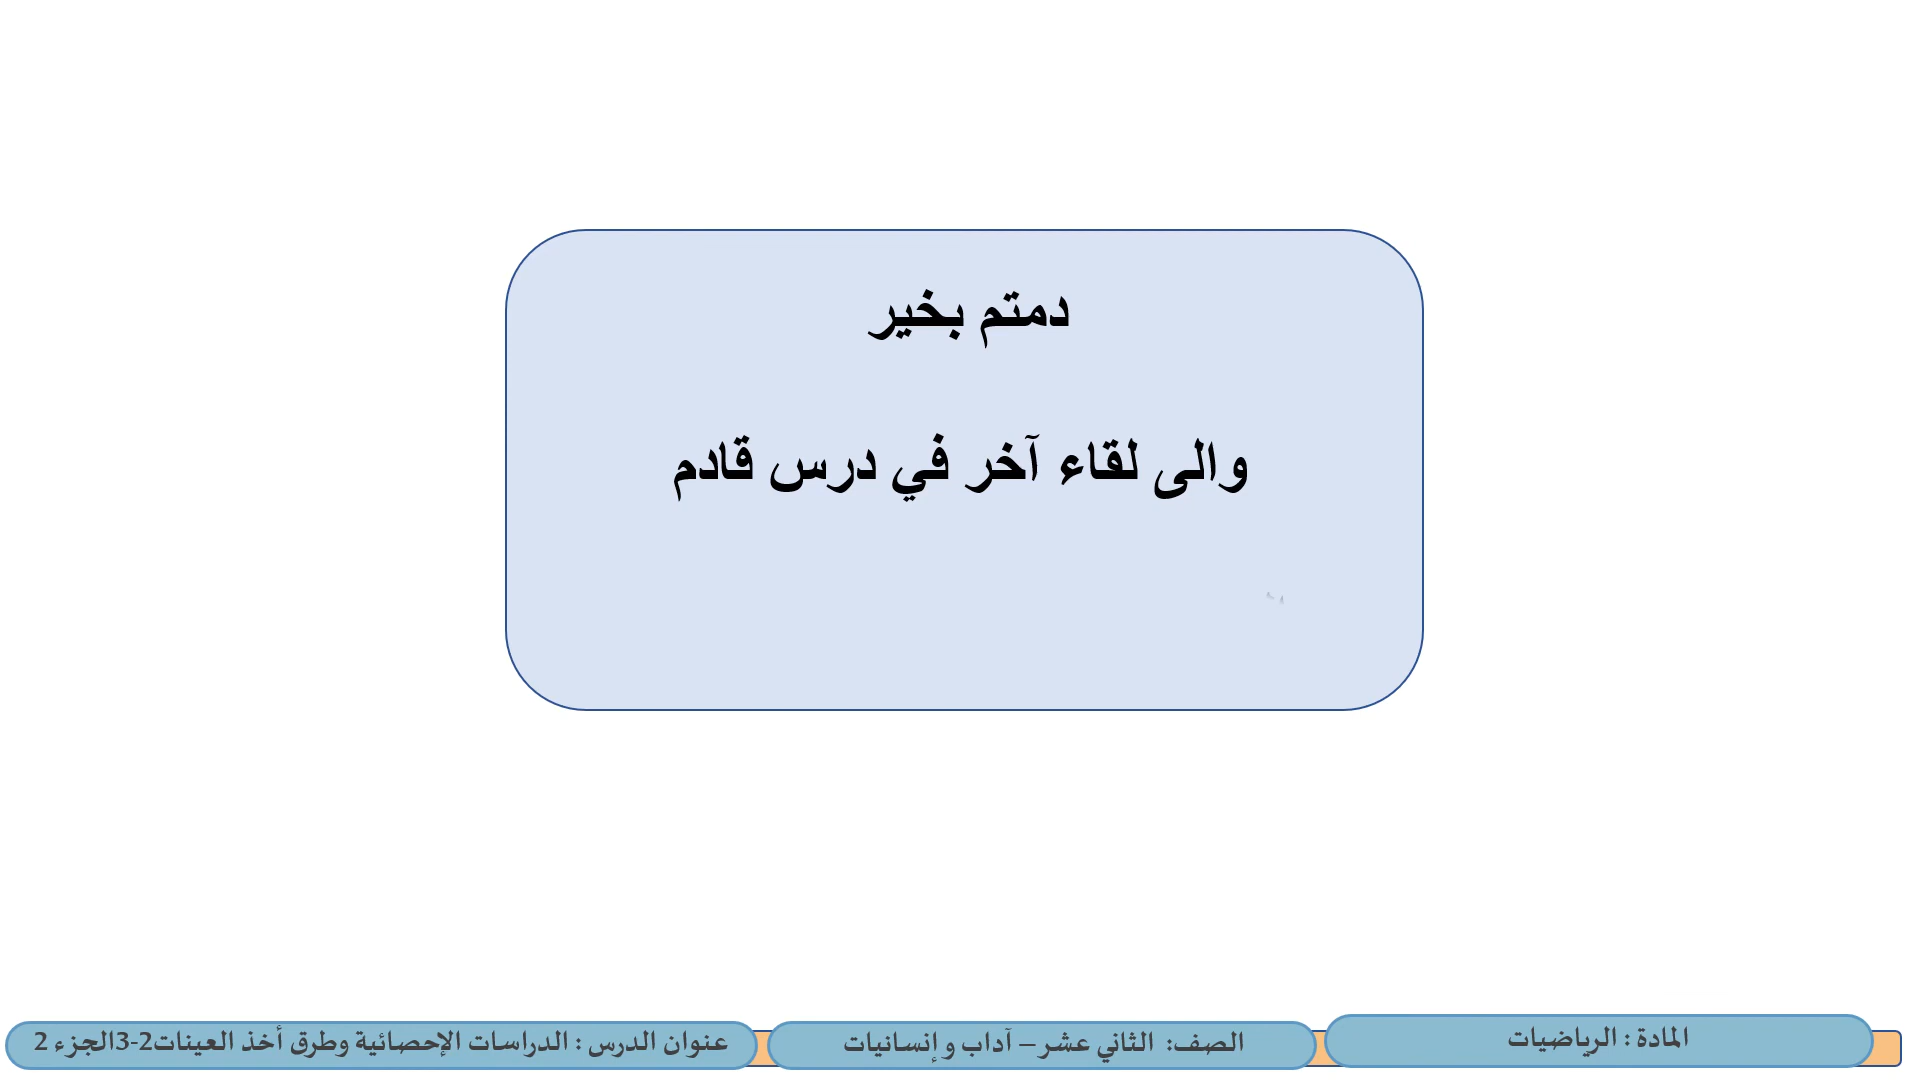 دمتم بخير
والى لقاء آخر في درس قادم
المادة : الرياضيات
الصف: الثاني عشر – آداب وإنسانيات
عنوان الدرس : الدراسات الإحصائية وطرق أخذ العينات2-3الجزء 2